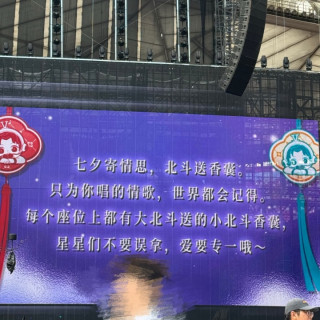 七夕寄情思，北斗送香囊。
只为你唱的情歌，世界都会记得。
每个座位上都有大北斗送的小北斗香囊，
星星们不要误拿，爱要专一哦～